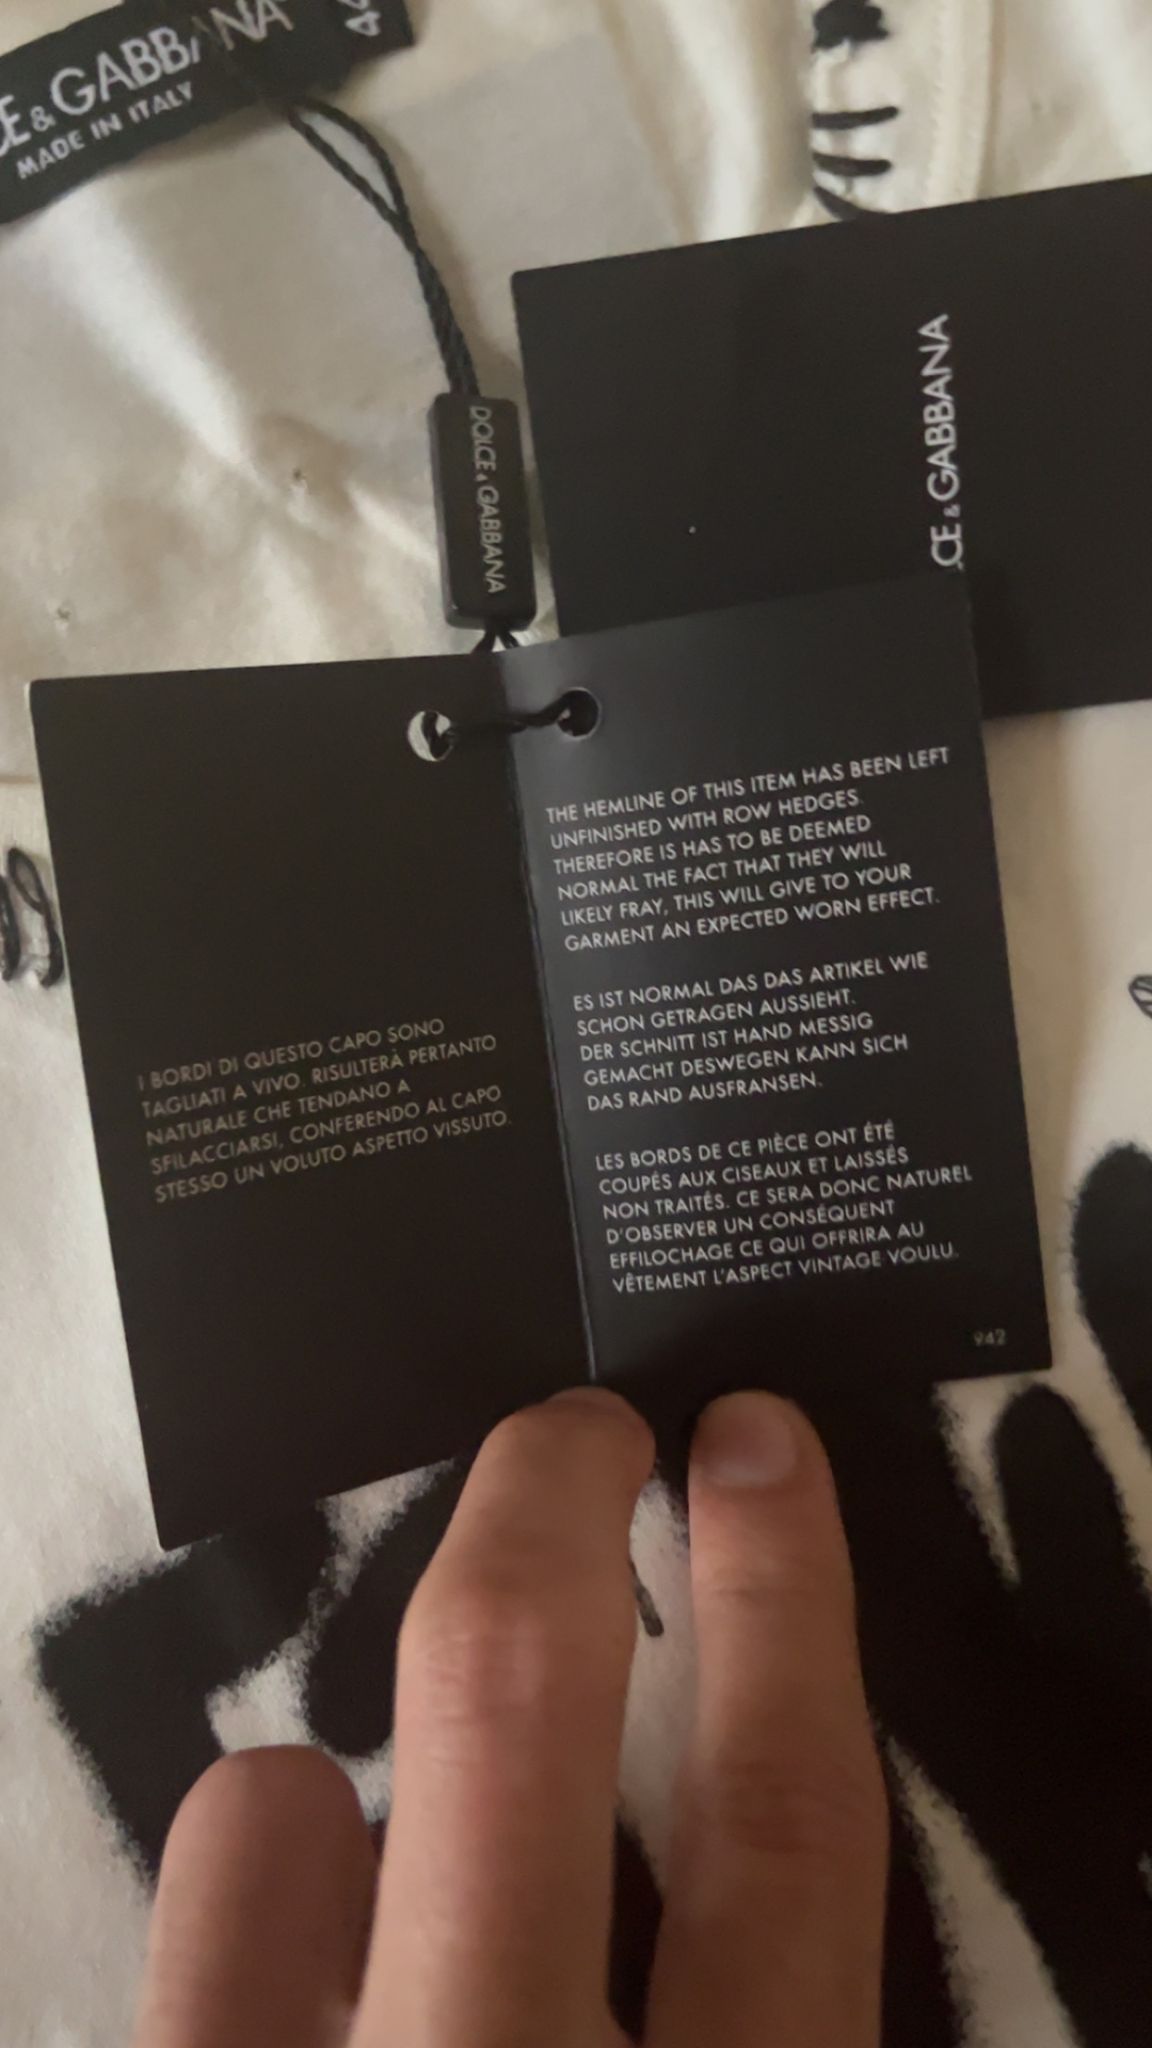 & GABBANA
MADE IN ITALY
DOLCE & GABBANA
CE & GABBANA
I BORDI DI QUESTO CAPO SONO
TAGLIATI A VIVO. RISULTERÀ PERTANTO
NATURALE CHE TENDANO A
SFILACCIARSI, CONFERENDO AL CAPO
STESSO UN VOLUTO ASPETTO VISSUTO.
THE HEMLINE OF THIS ITEM HAS BEEN LEFT
UNFINISHED WITH ROW HEDGES.
THEREFORE IS HAS TO BE DEEMED
NORMAL THE FACT THAT THEY WILL
LIKELY FRAY, THIS WILL GIVE TO YOUR
GARMENT AN EXPECTED WORN EFFECT.
ES IST NORMAL DAS DAS ARTIKEL WIE
SCHON GETRAGEN AUSSIEHT.
DER SCHNITT IST HAND MESSIG
GEMACHT DESWEGEN KANN SICH
DAS RAND AUSFRANSEN.
LES BORDS DE CE PIÈCE ONT ÉTÉ
COUPÉS AUX CISEAUX ET LAISSÉS
NON TRAITÉS. CE SERA DONC NATUREL
D'OBSERVER UN CONSÉQUENT
EFFILOCHAGE CE QUI OFFRIRA AU
VÊTEMENT L'ASPECT VINTAGE VOULU.
942